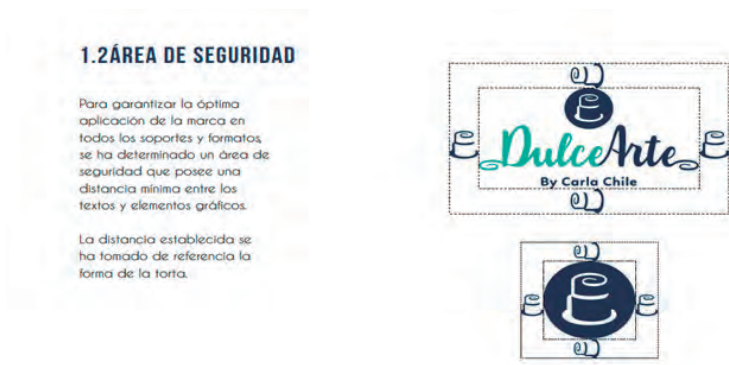 1.2ÁREA DE SEGURIDAD
Para garantizar la óptima
aplicación de la marca en
todos los soportes y formatos,
se ha determinado un área de
seguridad que posee una
distancia mínima entre los
textos y elementos gráficos.
La distancia establecida se
ha tomado de referencia la
forma de la torta.
DulceArte
By Carla Chile